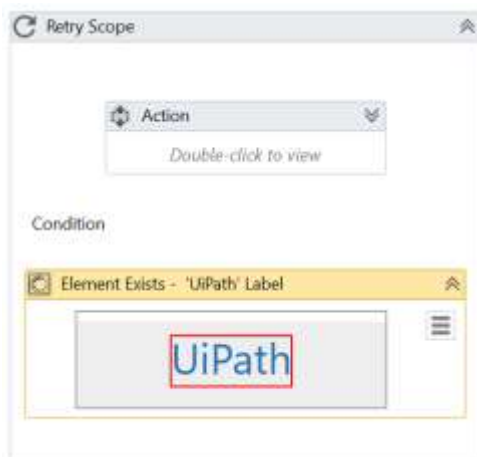 Retry Scope
Action
Double-click to view
Condition
Element Exists - 'UiPath' Label
UiPath